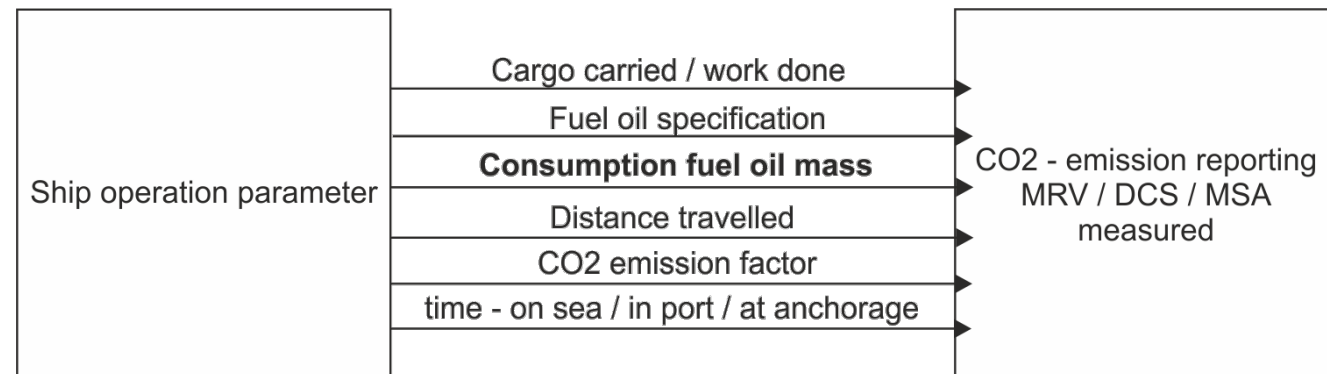 Cargo carried / work done
Fuel oil specification
Consumption fuel oil mass
Ship operation parameter
Distance travelled
CO2 emission factor
time - on sea / in port / at anchorage
CO2 - emission reporting
MRV / DCS / MSA
measured